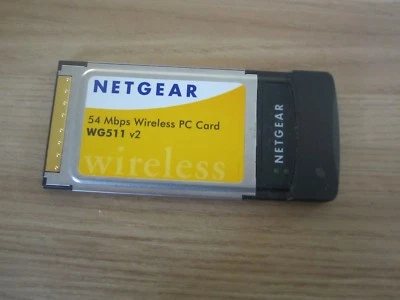 NETGEAR
54 Mbps Wireless PC Card
WG511 v2
wireless
NETGEAR